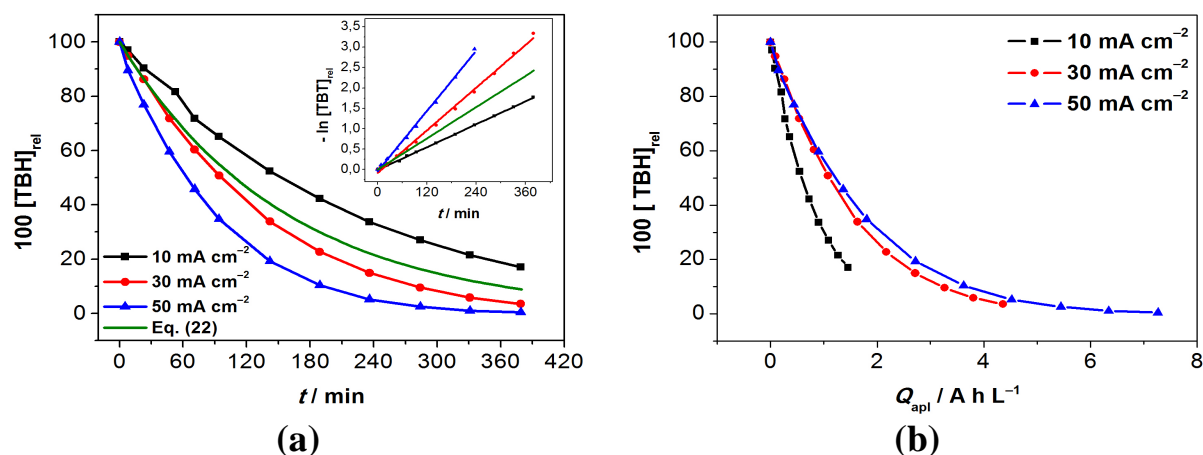 100 [TBH]rel
100
80
60
40
20
0
0 60 120 180 240 300 360 420
t / min
10 mA cm⁻²
30 mA cm⁻²
50 mA cm⁻²
Eq. (22)
- ln [TBT]rel
3,5
3,0
2,5
2,0
1,5
1,0
0,5
0,0
0 120 240 360
t / min
(a)
100 [ TBH]rel
100
80
60
40
20
0
0 2 4 6 8
Qapl / A h L⁻¹
10 mA cm⁻²
30 mA cm⁻²
50 mA cm⁻²
(b)